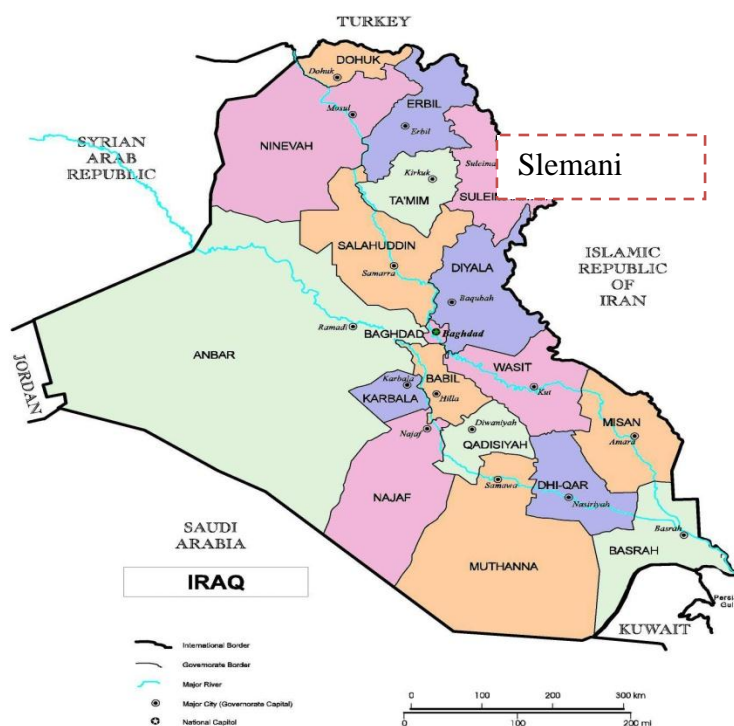 TURKEY
DOHUK
Dohuk
Mosul
ERBIL
Erbil
SYRIAN
ARAB
REPUBLIC
NINEVAH
Slemani
Kirkuk
TA'MIM
SALAHUDDIN
Samarra
DIYALA
Baqubah
ISLAMIC
REPUBLIC
OF
IRAN
Ramadi
BAGHDAD
Baghdad
ANBAR
WASIT
Kut
JORDAN
Karbala
KARBALA
BABIL
Hilla
Diwaniyah
QADISIYAH
MISAN
Amara
Najaf
NAJAF
Samawa
DHI-QAR
Nasiriyah
SAUDI
ARABIA
MUTHANNA
Basrah
BASRAH
IRAQ
KUWAIT
International Border
Governorate Border
Major River
Major City (Governorate Capital)
National Capitol
0 100 200 300 km
0 100 200 mi